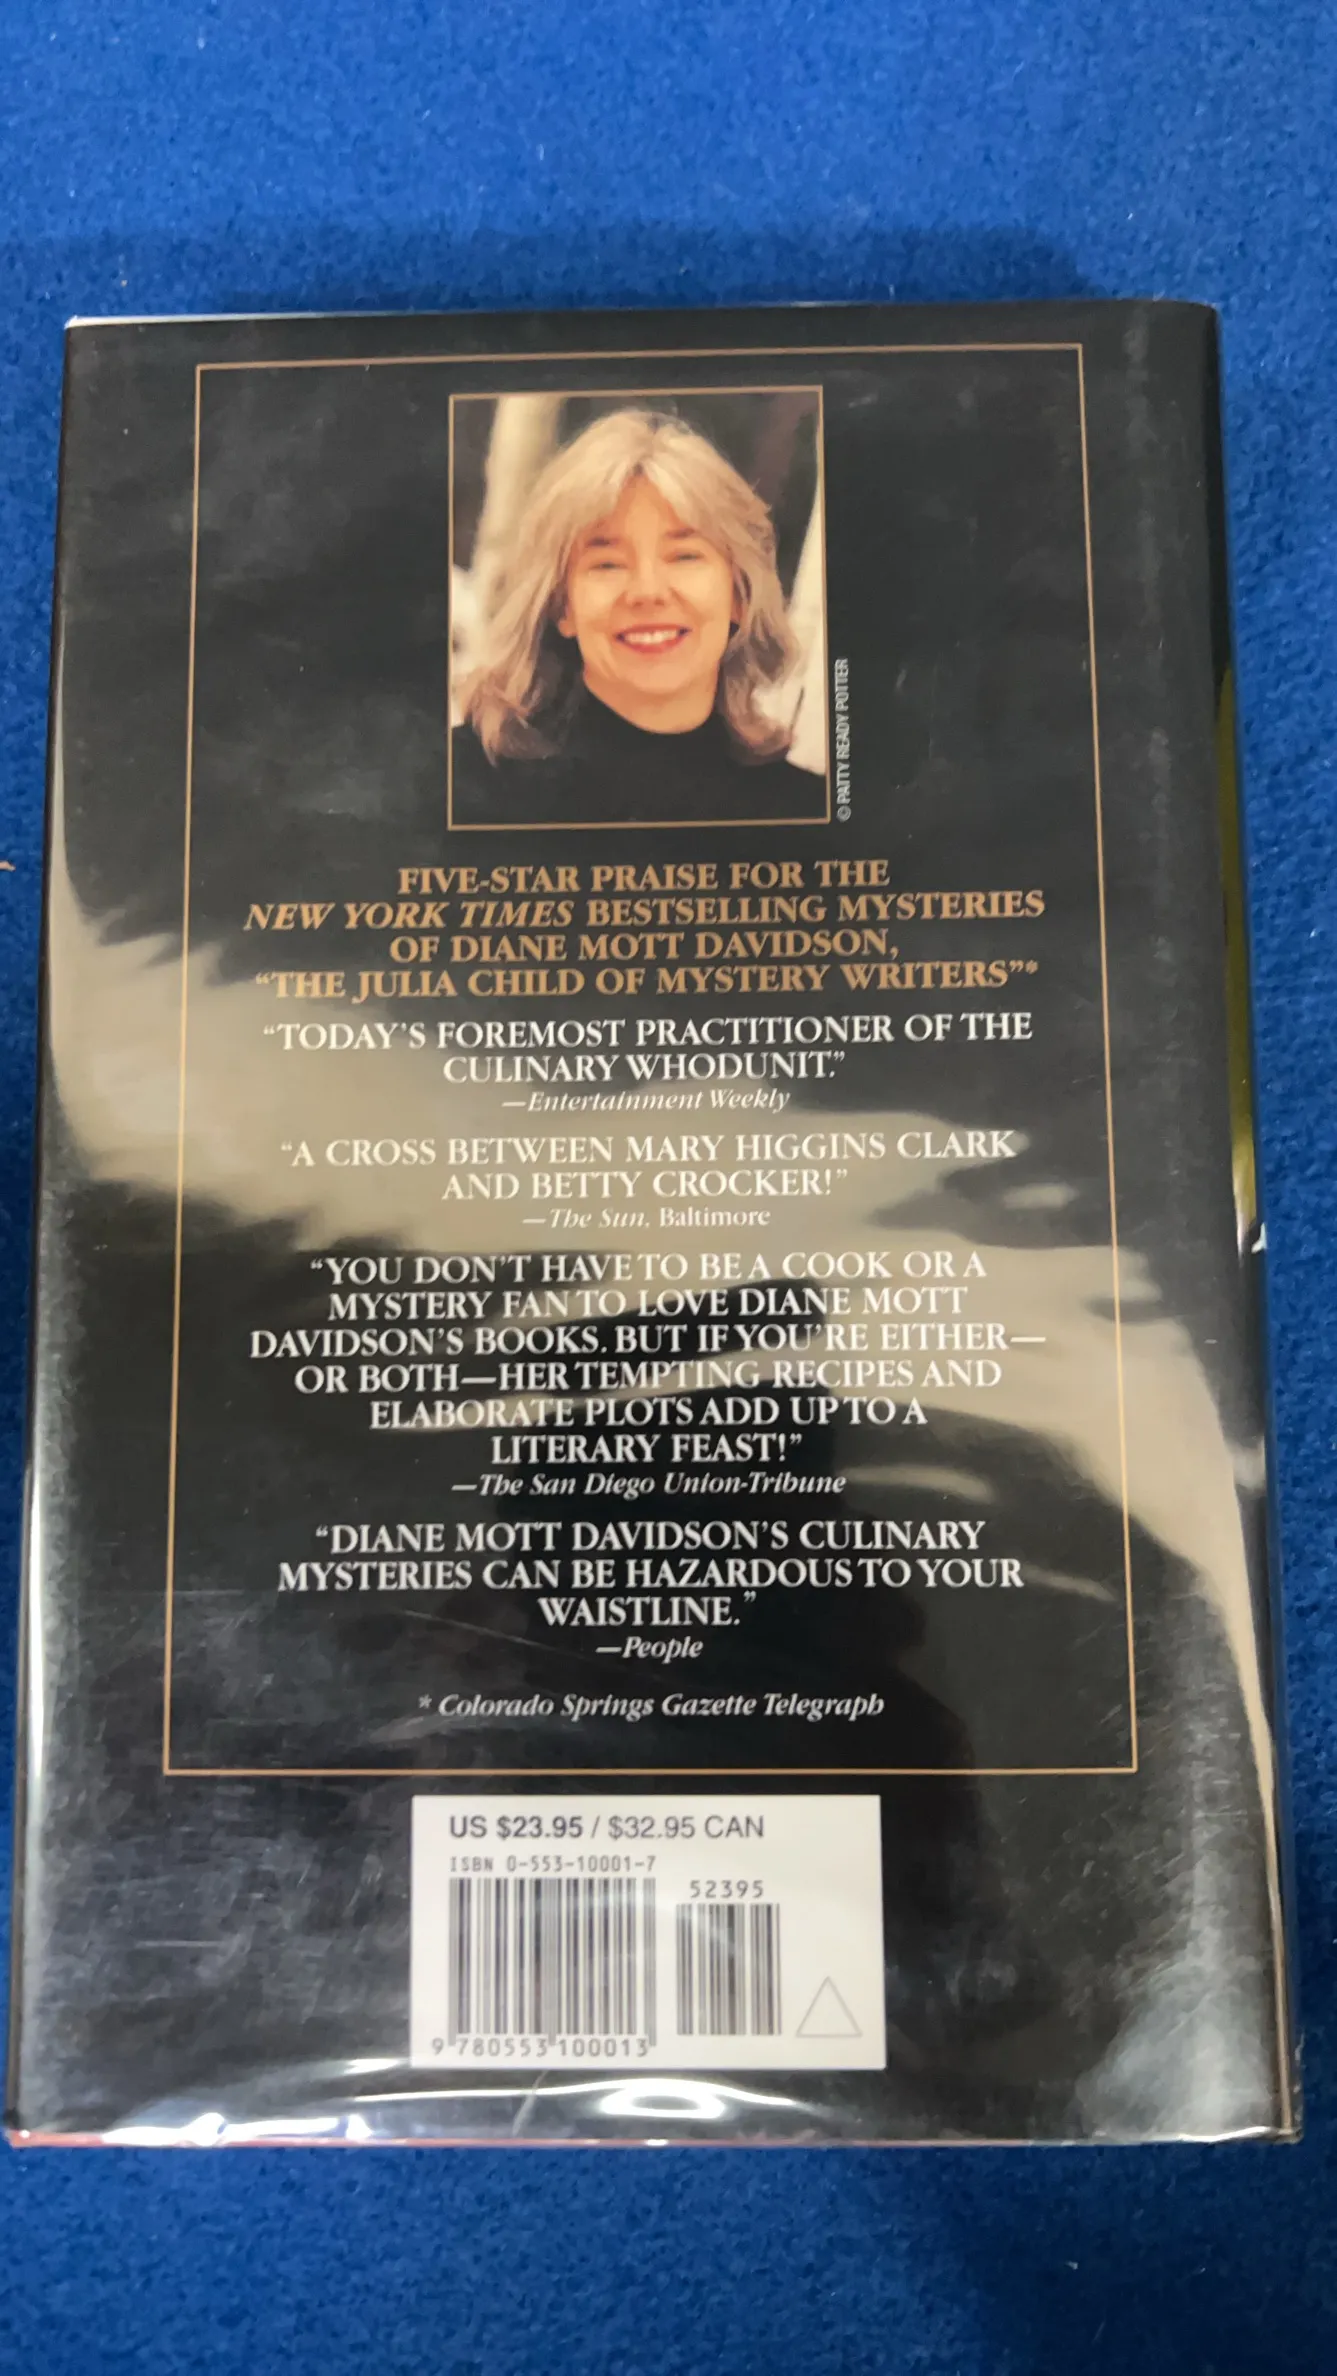 © PATTY READY POTTER
FIVE-STAR PRAISE FOR THE
NEW YORK TIMES BESTSELLING MYSTERIES
OF DIANE MOTT DAVIDSON,
“THE JULIA CHILD OF MYSTERY WRITERS”*
“TODAY’S FOREMOST PRACTITIONER OF THE
CULINARY WHODUNIT.”
—Entertainment Weekly
“A CROSS BETWEEN MARY HIGGINS CLARK
AND BETTY CROCKER!”
—The Sun, Baltimore
“YOU DON’T HAVE TO BE A COOK OR A
MYSTERY FAN TO LOVE DIANE MOTT
DAVIDSON’S BOOKS. BUT IF YOU’RE EITHER—
OR BOTH—HER TEMPTING RECIPES AND
ELABORATE PLOTS ADD UP TO A
LITERARY FEAST!”
—The San Diego Union-Tribune
“DIANE MOTT DAVIDSON’S CULINARY
MYSTERIES CAN BE HAZARDOUS TO YOUR
WAISTLINE.”
—People
* Colorado Springs Gazette Telegraph
US $23.95 / $32.95 CAN
ISBN 0-553-10001-7
52395
9 780553 100013